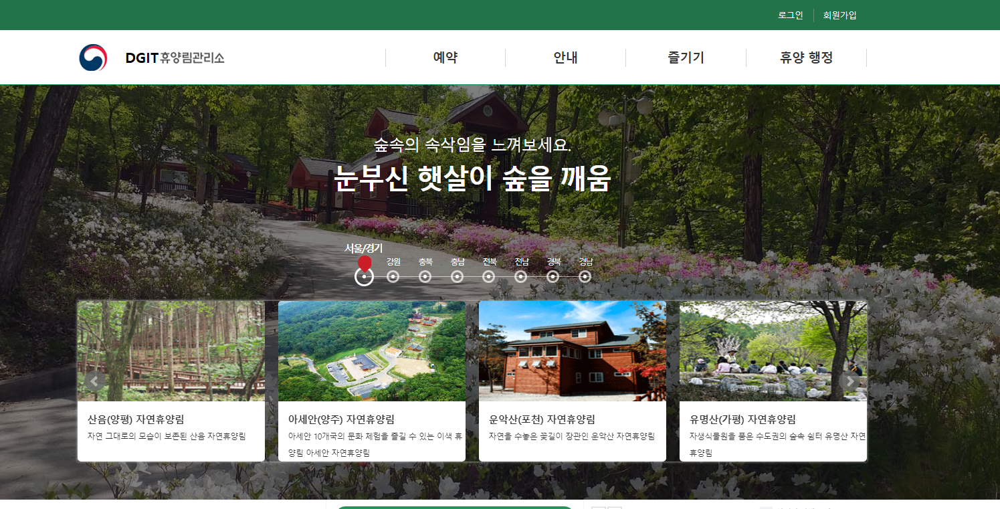 로그인
회원가입
DGIT휴양림관리소
예약
안내
즐기기
휴양 행정
숲속의 속삭임을 느껴보세요.
눈부신 햇살이 숲을 깨움
서울/경기
강원
충북
충남
전북
전남
경북
경남
산음(양평) 자연휴양림
자연 그대로의 모습이 보존된 산음 자연휴양림
아세안(양주) 자연휴양림
아세안 10개국의 문화 체험을 즐길 수 있는 이색 휴
양림 아세안 자연휴양림
운악산(포천) 자연휴양림
자연을 수놓은 꽃길이 장관인 운악산 자연휴양림
유명산(가평) 자연휴양림
자생식물원을 품은 수도권의 숲속 쉼터 유명산 자연
휴양림